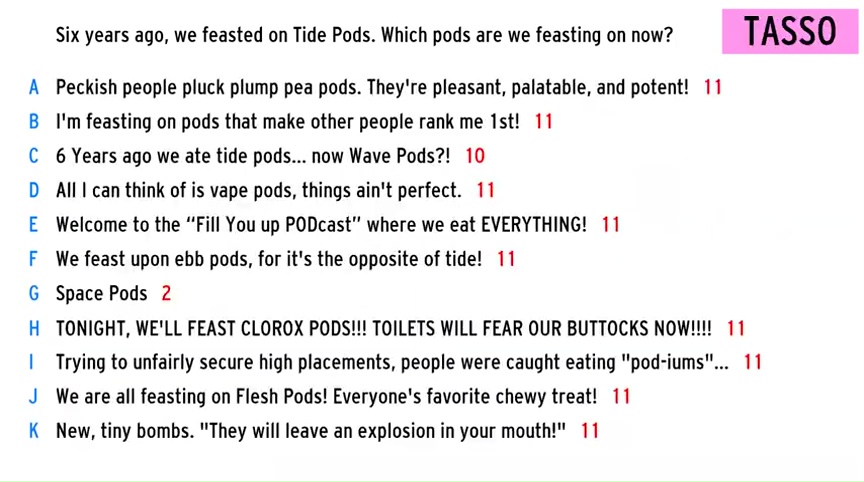 Six years ago, we feasted on Tide Pods. Which pods are we feasting on now?
TASSO
A Peckish people pluck plump pea pods. They're pleasant, palatable, and potent! 11
B I'm feasting on pods that make other people rank me 1st! 11
C 6 Years ago we ate tide pods... now Wave Pods?! 10
D All I can think of is vape pods, things ain't perfect. 11
E Welcome to the “Fill You up PODcast” where we eat EVERYTHING! 11
F We feast upon ebb pods, for it's the opposite of tide! 11
G Space Pods 2
H TONIGHT, WE'LL FEAST CLOROX PODS!!! TOILETS WILL FEAR OUR BUTTOCKS NOW!!!! 11
I Trying to unfairly secure high placements, people were caught eating "pod-iums"... 11
J We are all feasting on Flesh Pods! Everyone's favorite chewy treat! 11
K New, tiny bombs. "They will leave an explosion in your mouth!" 11